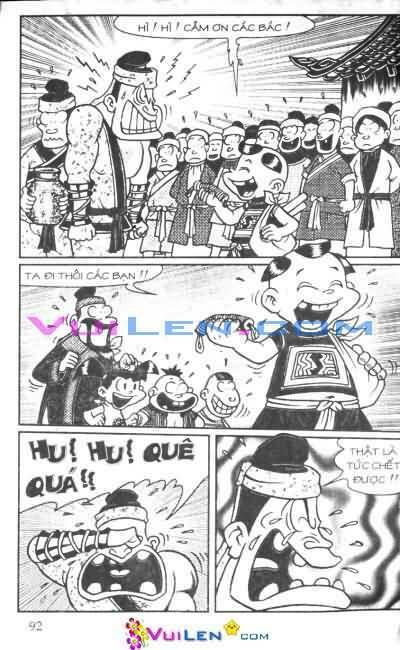 HÌ! HÌ! CẢM ƠN CÁC BÁC!
TA ĐI THÔI CÁC BẠN!!
VUILEN.COM
HU! HU! QUÊ
QUÁ!!
THẬT LÀ
TỨC CHẾT
ĐƯỢC!!
92
VUILEN.COM